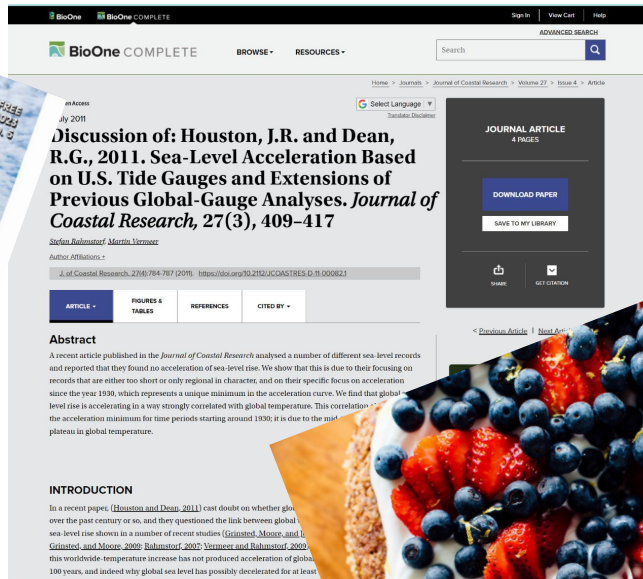 BioOne BioOne COMPLETE Sign In View Cart Help
ADVANCED SEARCH
BioOne COMPLETE BROWSE RESOURCES Search
Home > Journals > Journal of Coastal Research > Volume 27 > Issue 4 > Article
FREE
2023
en Access
Select Language
uly 2011
Translator Disclaimer
Discussion of: Houston, J.R. and Dean,
R.G., 2011. Sea-Level Acceleration Based
on U.S. Tide Gauges and Extensions of
Previous Global-Gauge Analyses. Journal of
Coastal Research, 27(3), 409–417
Stefan Rahmstorf, Martin Vermeer
Author Affiliations +
J. of Coastal Research, 27(4):784-787 (2011). https://doi.org/10.2112/JCOASTRES-D-11-00082.1
JOURNAL ARTICLE
4 PAGES
DOWNLOAD PAPER
SAVE TO MY LIBRARY
SHARE GET CITATION
ARTICLE FIGURES & TABLES REFERENCES CITED BY
< Previous Article | Next
Abstract
A recent article published in the Journal of Coastal Research analysed a number of different sea-level records
and reported that they found no acceleration of sea-level rise. We show that this is due to their focusing on
records that are either too short or only regional in character, and on their specific focus on acceleration
since the year 1930, which represents a unique minimum in the acceleration curve. We find that global
level rise is accelerating in a way strongly correlated with global temperature. This correlation
the acceleration minimum for time periods starting around 1930; it is due to the mid
plateau in global temperature.
INTRODUCTION
In a recent paper, (Houston and Dean, 2011) cast doubt on whether
over the past century or so, and they questioned the link between global
sea-level rise shown in a number of recent studies (Grinsted, Moore, and
Grinsted, and Moore, 2009; Rahmstorf, 2007; Vermeer and Rahmstorf, 2009
this worldwide-temperature increase has not produced acceleration of global
100 years, and indeed why global sea level has possibly decelerated for at least